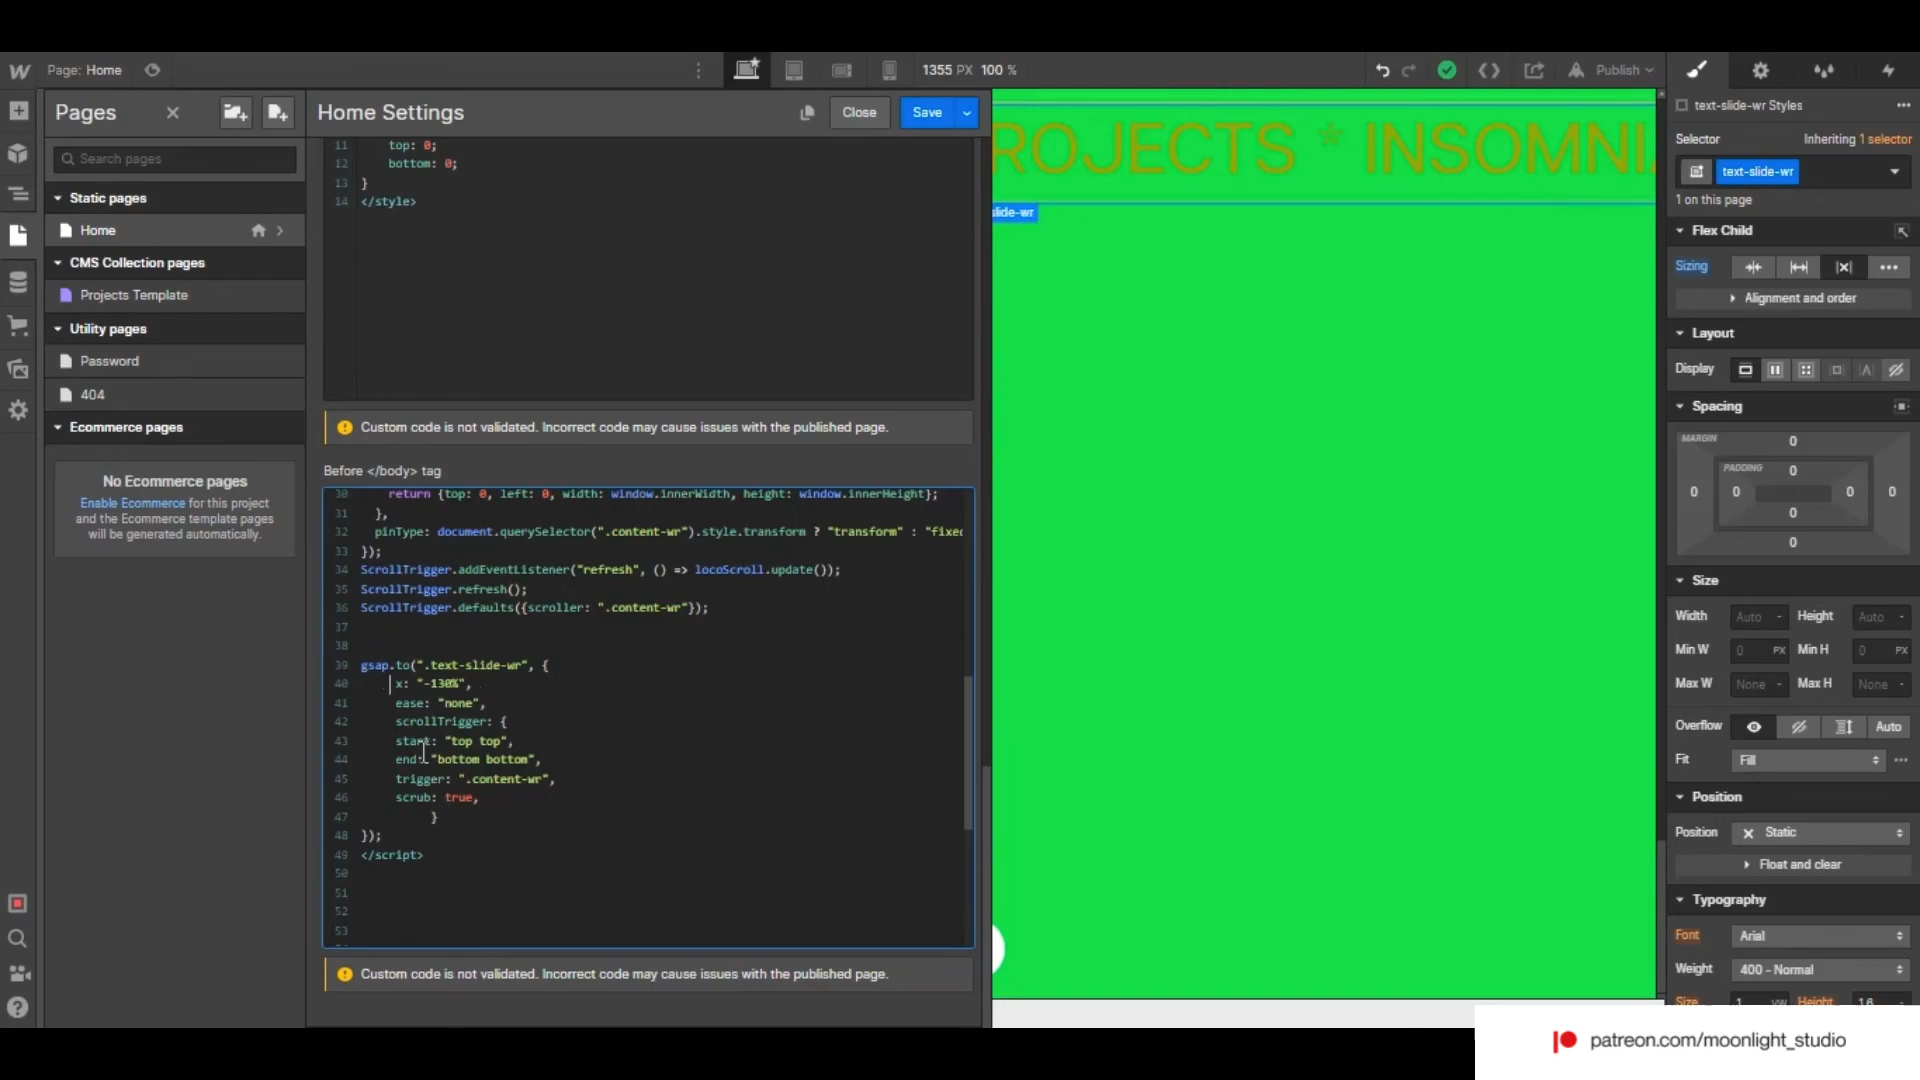 Page: Home
1355 PX 100 %
Publish
Pages
Home Settings
Close
Save
Search pages
Static pages
Home
CMS Collection pages
Projects Template
Utility pages
Password
404
Ecommerce pages
No Ecommerce pages
Enable Ecommerce for this project
and the Ecommerce template pages
will be generated automatically.
11 top: 0;
12 bottom: 0;
13 }
14 </style>
Custom code is not validated. Incorrect code may cause issues with the published page.
Before </body> tag
30 return {top: 0, left: 0, width: window.innerWidth, height: window.innerHeight};
31 },
32 pinType: document.querySelector(".content-wr").style.transform ? "transform" : "fixed
33 });
34 ScrollTrigger.addEventListener("refresh", () => locoScroll.update());
35 ScrollTrigger.refresh();
36 ScrollTrigger.defaults({scroller: ".content-wr"});
37
38
39 gsap.to(".text-slide-wr", {
40 x: "-130%",
41 ease: "none",
42 scrollTrigger: {
43 start: "top top",
44 end: "bottom bottom",
45 trigger: ".content-wr",
46 scrub: true,
47 }
48 });
49 </script>
50
51
52
53
Custom code is not validated. Incorrect code may cause issues with the published page.
ROJECTS * INSOMNIA
slide-wr
text-slide-wr Styles
Selector
Inheriting 1 selector
text-slide-wr
1 on this page
Flex Child
Sizing
Alignment and order
Layout
Display
Spacing
MARGIN
0
PADDING
0
0 0 0 0
0
0
Size
Width Auto - Height Auto -
Min W 0 PX Min H 0 PX
Max W None - Max H None -
Overflow Auto
Fit Fill
Position
Position Static
Float and clear
Typography
Font Arial
Weight 400 - Normal
Size 1 VW Height 1.6 -
patreon.com/moonlight_studio